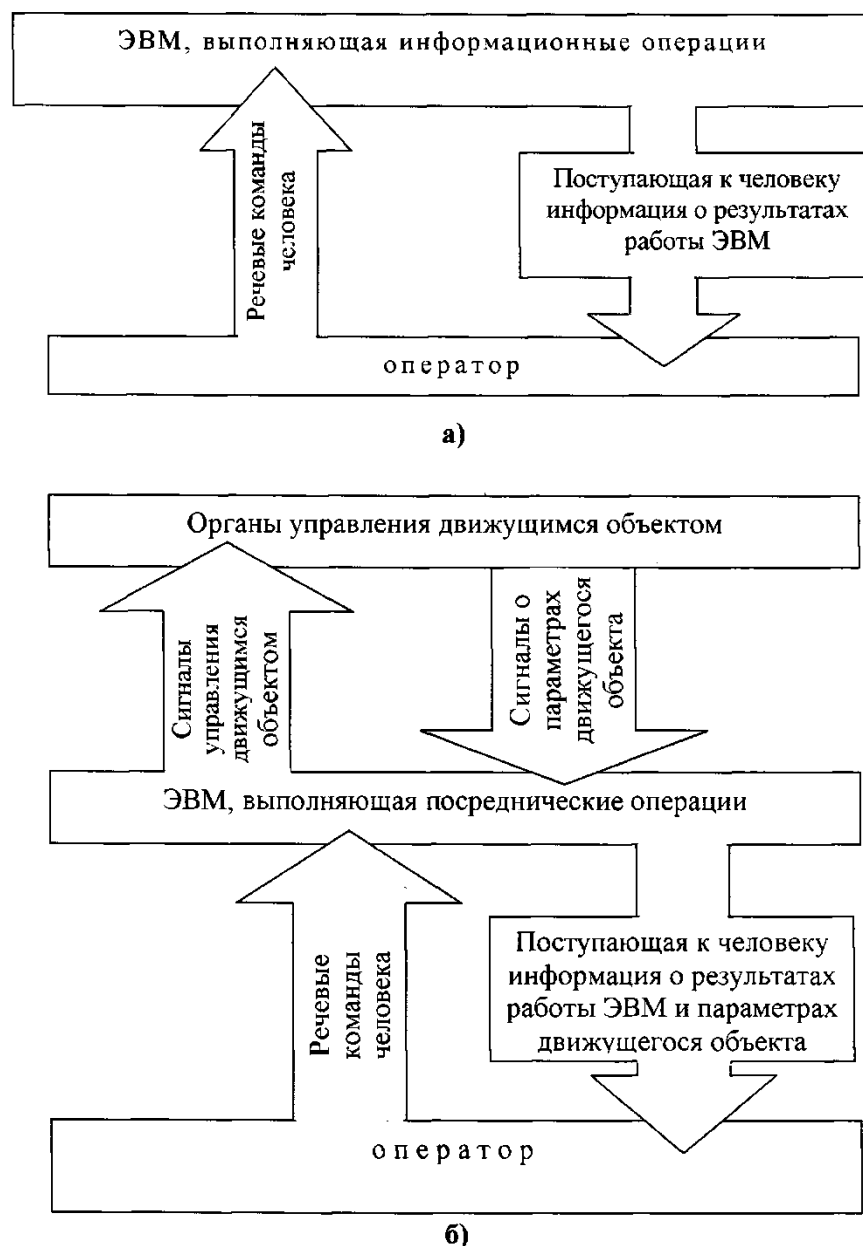 ЭВМ, выполняющая информационные операции
Речевые команды
человека
Поступающая к человеку
информация о результатах
работы ЭВМ
оператор
а)
Органы управления движущимся объектом
Сигналы
управления
движущимся
объектом
Сигналы о
параметрах
движущегося
объекта
ЭВМ, выполняющая посреднические операции
Речевые
команды
человека
Поступающая к человеку
информация о результатах
работы ЭВМ и параметрах
движущегося объекта
оператор
б)